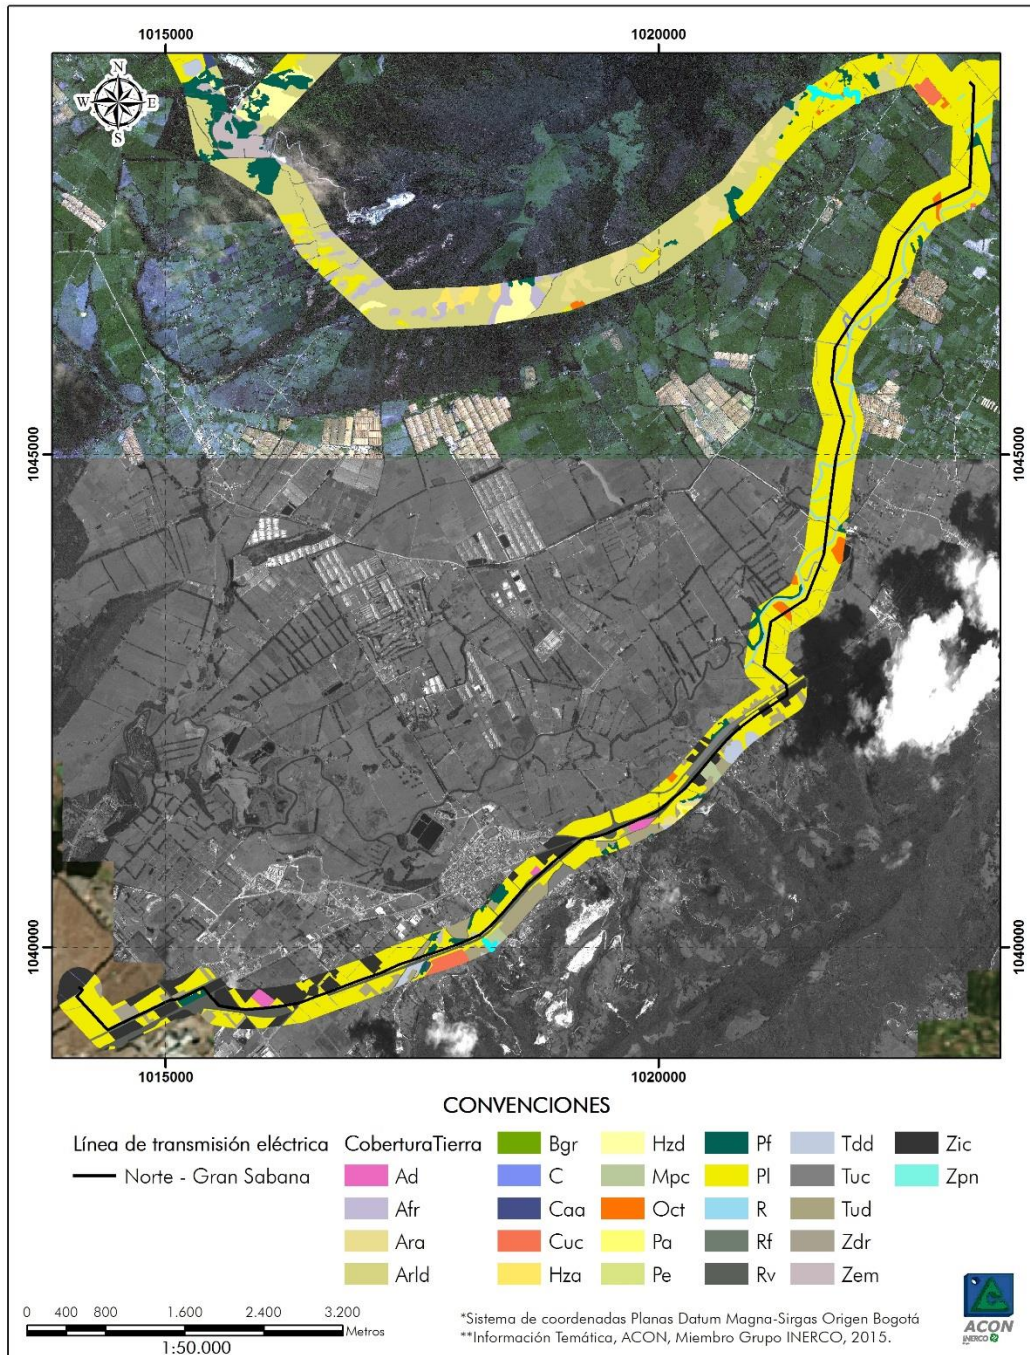 1015000 1020000
N
W E
S
1045000 1045000
1040000 1040000
1015000 1020000
CONVENCIONES
Línea de transmisión eléctrica
Norte - Gran Sabana
CoberturaTierra
Ad
Afr
Ara
Arld
Bgr
C
Caa
Cuc
Hza
Hzd
Mpc
Oct
Pa
Pe
Pf
Pl
R
Rf
Rv
Tdd
Tuc
Tud
Zdr
Zem
Zic
Zpn
0 400 800 1.600 2.400 3.200
Metros
1:50.000
*Sistema de coordenadas Planas Datum Magna-Sirgas Origen Bogotá
**Información Temática, ACON, Miembro Grupo INERCO, 2015.
ACON
INERCO